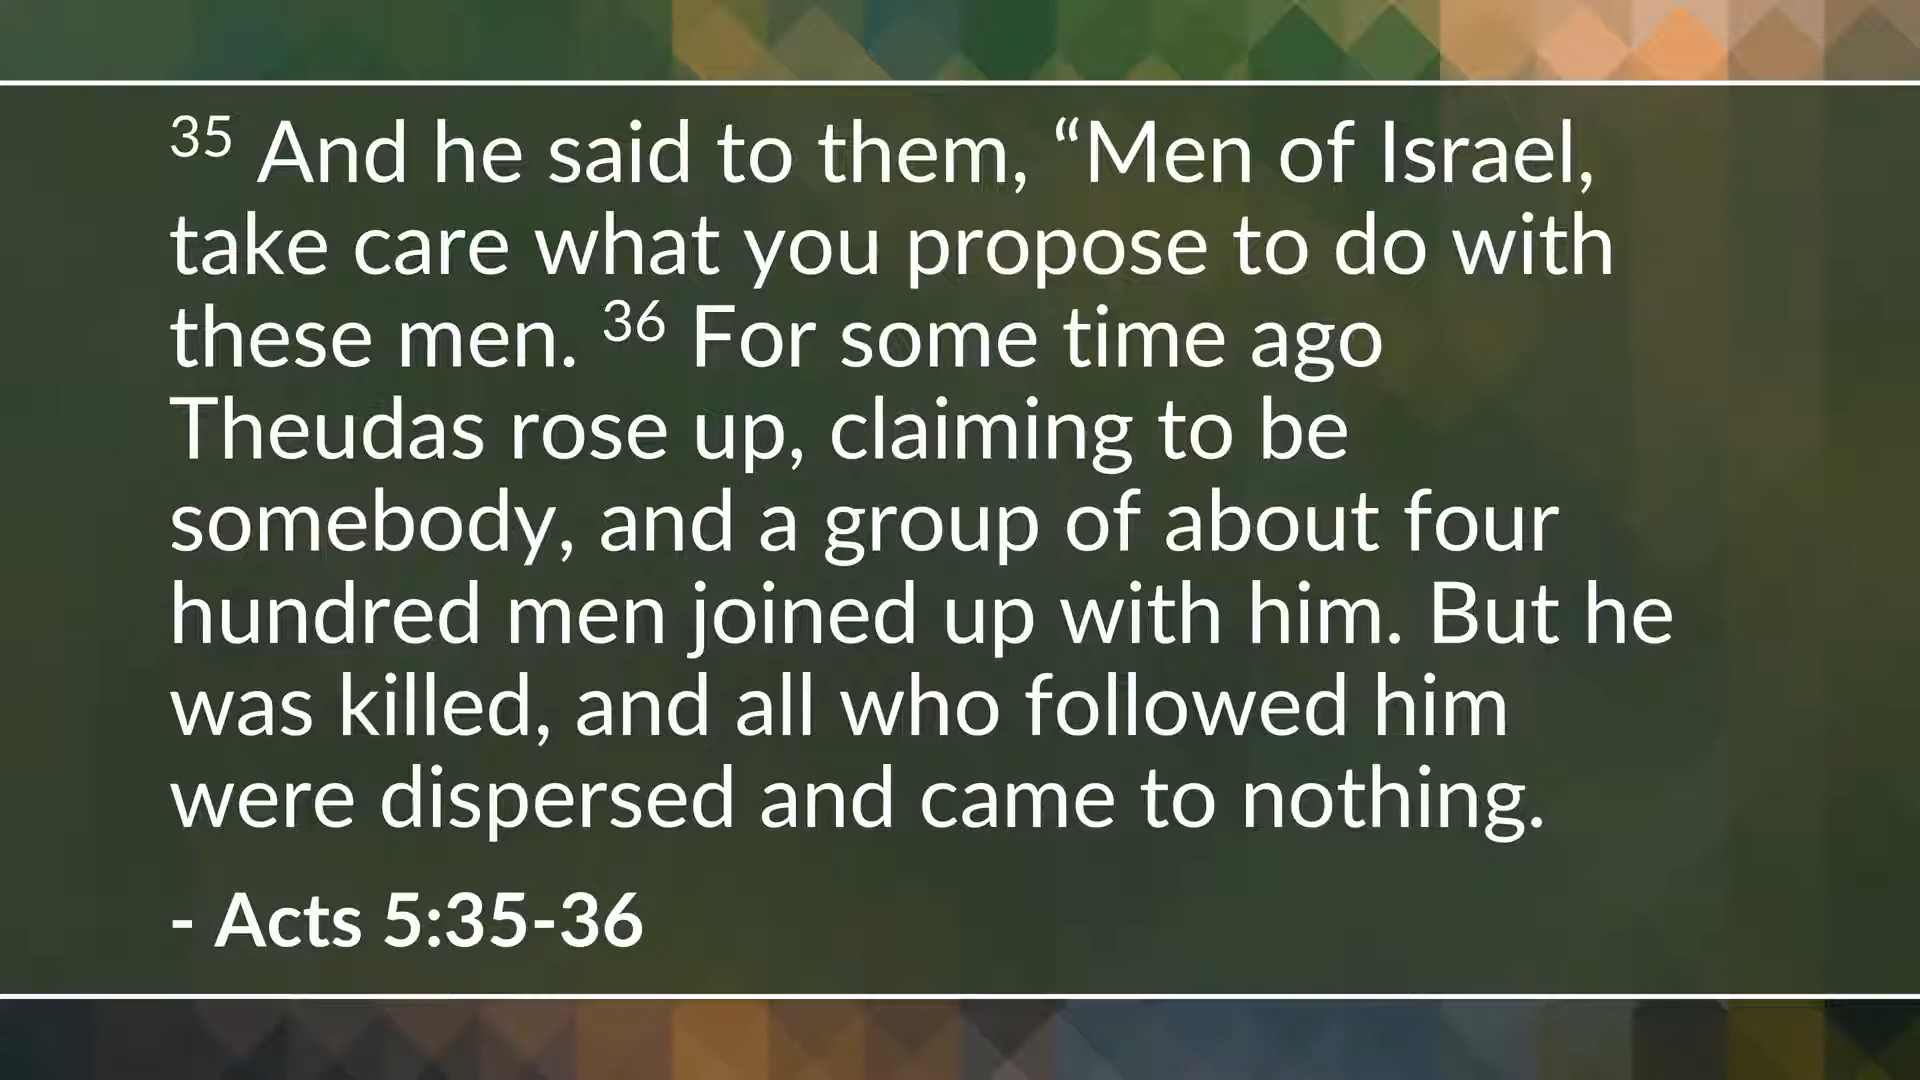 35 And he said to them, “Men of Israel,
take care what you propose to do with
these men. 36 For some time ago
Theudas rose up, claiming to be
somebody, and a group of about four
hundred men joined up with him. But he
was killed, and all who followed him
were dispersed and came to nothing.
- Acts 5:35-36